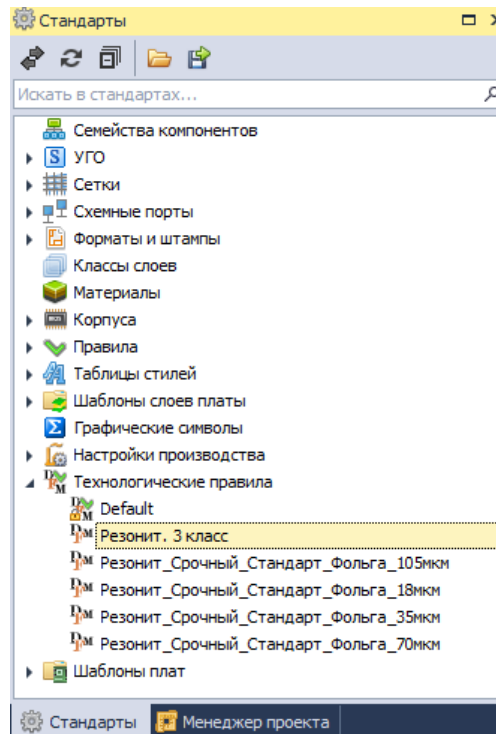 Стандарты
Искать в стандартах...
Семейства компонентов
УГО
Сетки
Схемные порты
Форматы и штампы
Классы слоев
Материалы
Корпуса
Правила
Таблицы стилей
Шаблоны слоев платы
Графические символы
Настройки производства
Технологические правила
Default
Резонит. 3 класс
Резонит_Срочный_Стандарт_Фольга_105мкм
Резонит_Срочный_Стандарт_Фольга_18мкм
Резонит_Срочный_Стандарт_Фольга_35мкм
Резонит_Срочный_Стандарт_Фольга_70мкм
Шаблоны плат
Стандарты Менеджер проекта